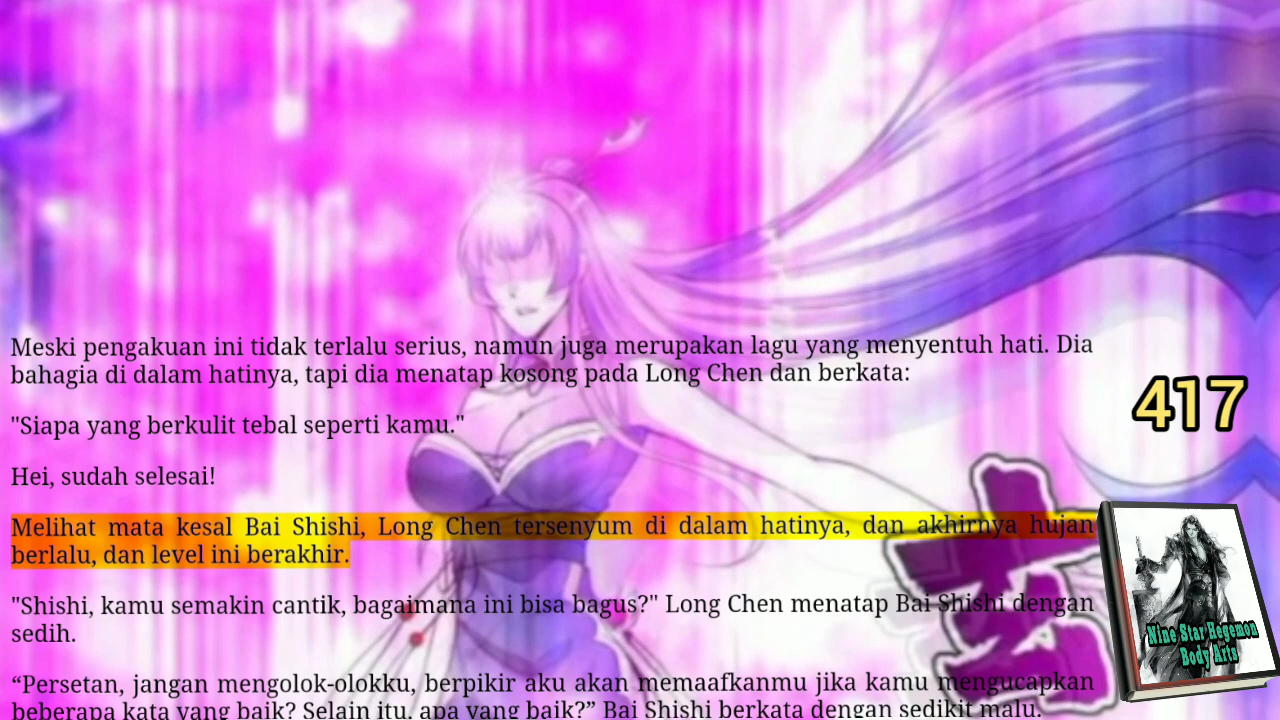 Meski pengakuan ini tidak terlalu serius, namun juga merupakan lagu yang menyentuh hati. Dia
bahagia di dalam hatinya, tapi dia menatap kosong pada Long Chen dan berkata:
"Siapa yang berkulit tebal seperti kamu."
Hei, sudah selesai!
Melihat mata kesal Bai Shishi, Long Chen tersenyum di dalam hatinya, dan akhirnya hujan
berlalu, dan level ini berakhir.
"Shishi, kamu semakin cantik, bagaimana ini bisa bagus?" Long Chen menatap Bai Shishi dengan
sedih.
“Persetan, jangan mengolok-olokku, berpikir aku akan memaafkanmu jika kamu mengucapkan
beberapa kata yang baik? Selain itu, apa yang baik?” Bai Shishi berkata dengan sedikit malu.
417
Nine Star Hegemon
Body Arts